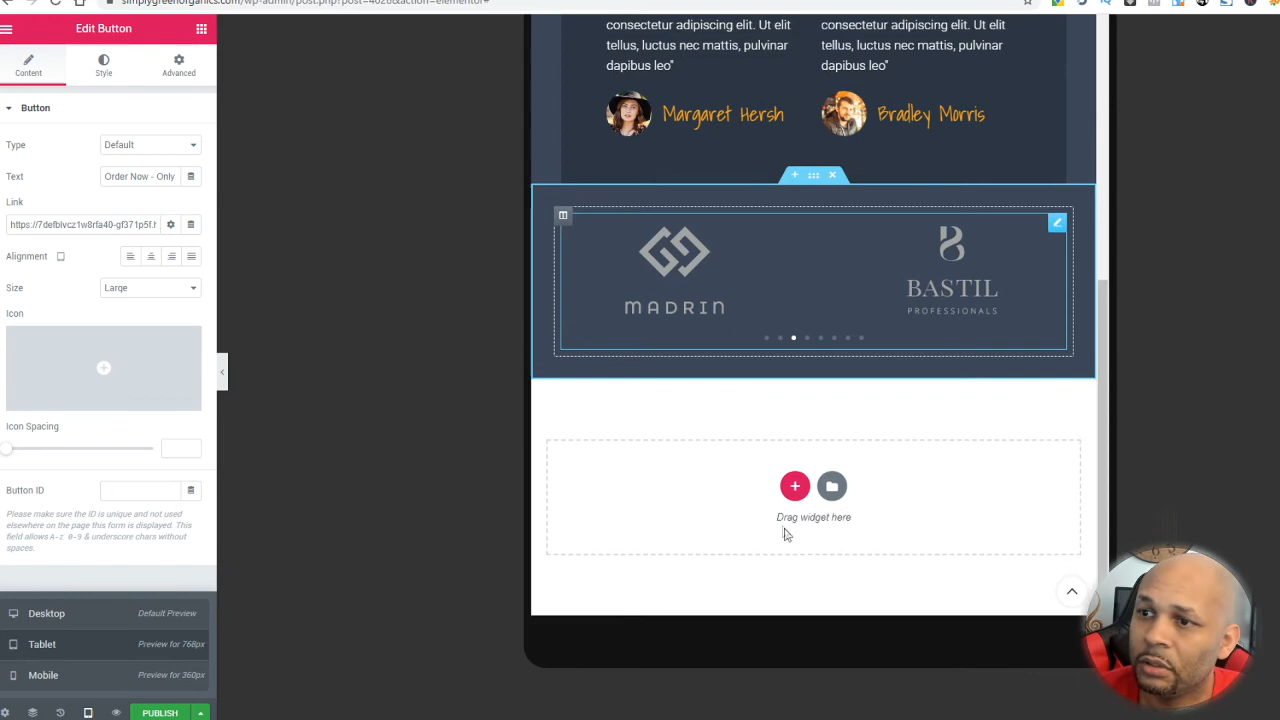 simplygreenorganics.com/wp-admin/post.php?post=4028&action=elementor#
Edit Button
Content
Style
Advanced
Button
Type
Default
Text
Order Now - Only
Link
https://7defblvcz1w8rfa40-gf371p5f.h
Alignment
Size
Large
Icon
Icon Spacing
Button ID
Please make sure the ID is unique and not used
elsewhere on the page this form is displayed. This
field allows A-z 0-9 & underscore chars without
spaces.
Desktop
Default Preview
Tablet
Preview for 768px
Mobile
Preview for 360px
PUBLISH
consectetur adipiscing elit. Ut elit
tellus, luctus nec mattis, pulvinar
dapibus leo"
Margaret Hersh
consectetur adipiscing elit. Ut elit
tellus, luctus nec mattis, pulvinar
dapibus leo"
Bradley Morris
MADRIN
BASTIL
PROFESSIONALS
Drag widget here